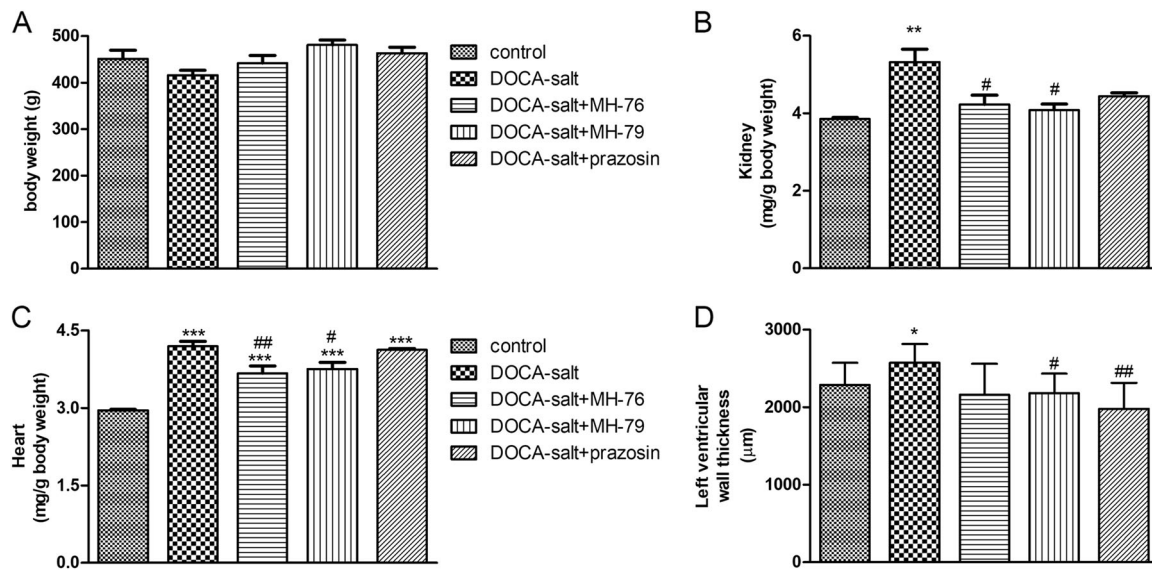 A
body weight (g)
500
400
300
200
100
0
control
DOCA-salt
DOCA-salt+MH-76
DOCA-salt+MH-79
DOCA-salt+prazosin
B
Kidney
(mg/g body weight)
6
4
2
0
**
#
#
C
Heart
(mg/g body weight)
4.5
3.0
1.5
0.0
***
##
***
#
***
***
control
DOCA-salt
DOCA-salt+MH-76
DOCA-salt+MH-79
DOCA-salt+prazosin
D
Left ventricular
wall thickness
(μm)
3000
2000
1000
0
*
#
##